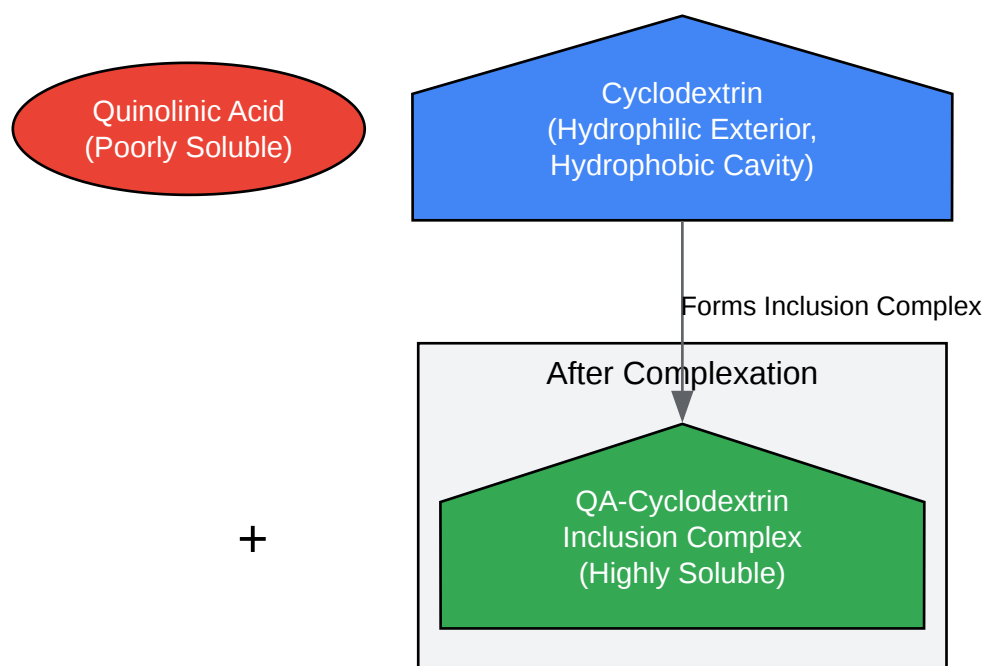 Quinolinic Acid
(Poorly Soluble)
Cyclodextrin
(Hydrophilic Exterior,
Hydrophobic Cavity)
Forms Inclusion Complex
After Complexation
+
QA-Cyclodextrin
Inclusion Complex
(Highly Soluble)